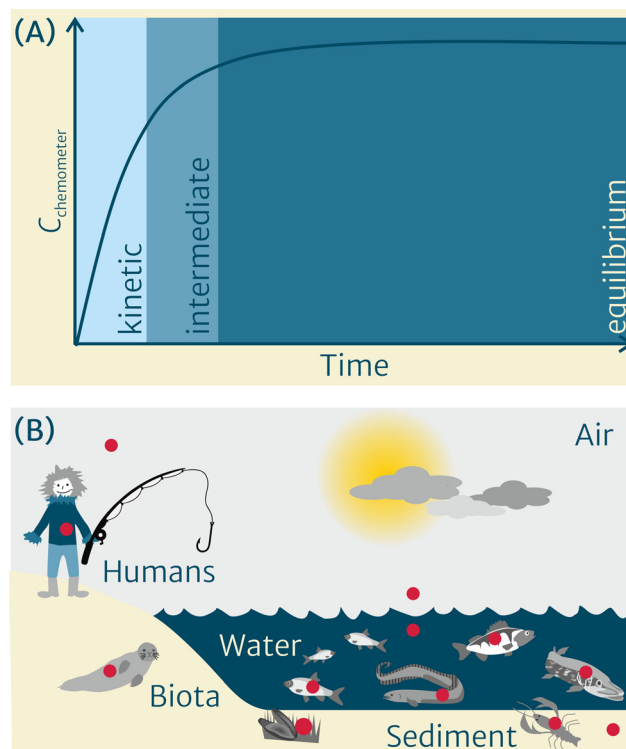 (A)
C chemometer
kinetic
intermediate
equilibrium
Time
(B)
Air
Humans
Water
Biota
Sediment